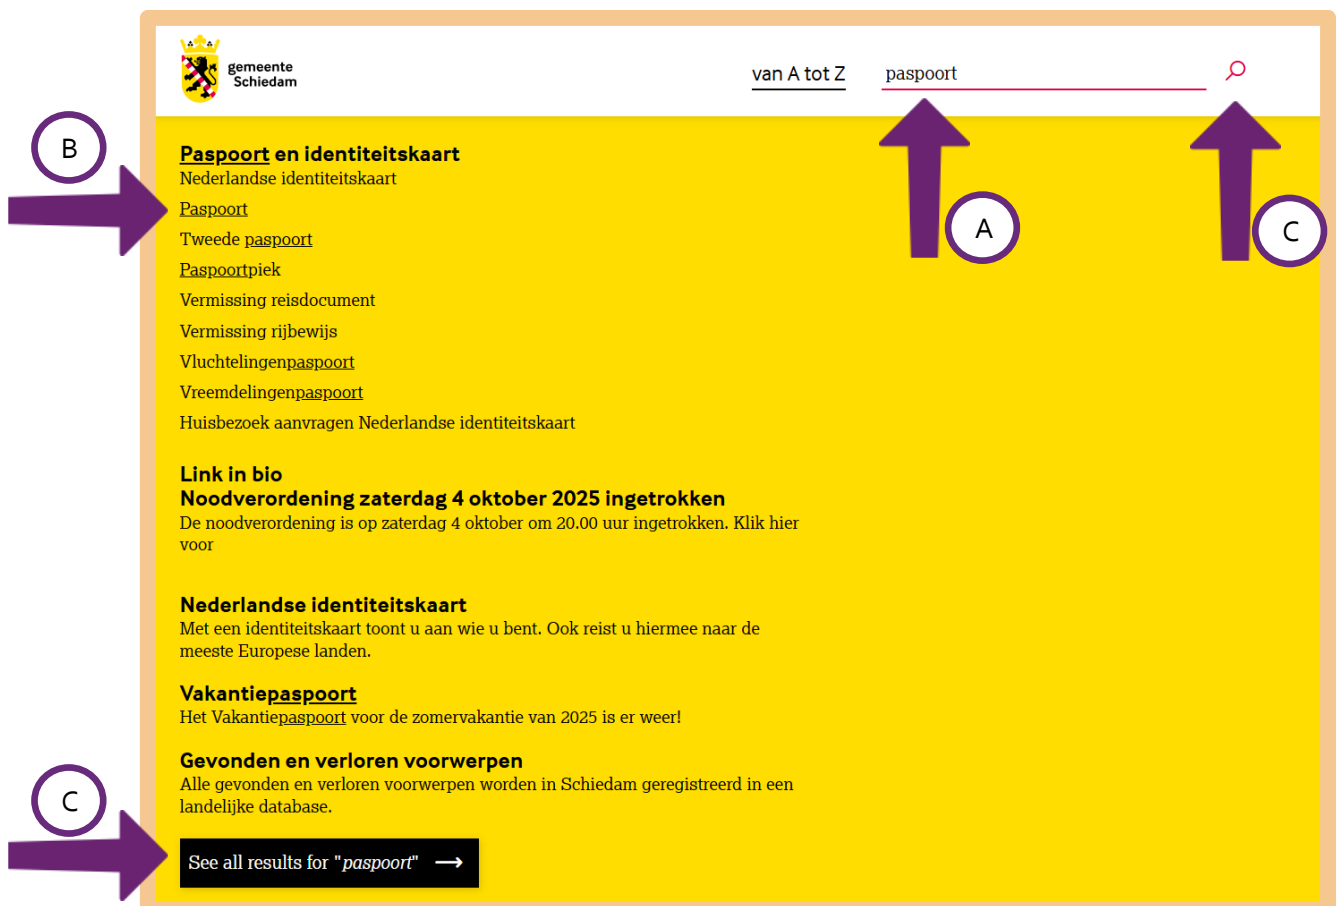 gemeente
Schiedam
van A tot Z
paspoort
B
Paspoort en identiteitskaart
Nederlandse identiteitskaart
Paspoort
Tweede paspoort
A
C
Paspoortpiek
Vermissing reisdocument
Vermissing rijbewijs
Vluchtelingenpaspoort
Vreemdelingenpaspoort
Huisbezoek aanvragen Nederlandse identiteitskaart
Link in bio
Noodverordening zaterdag 4 oktober 2025 ingetrokken
De noodverordening is op zaterdag 4 oktober om 20.00 uur ingetrokken. Klik hier
voor
Nederlandse identiteitskaart
Met een identiteitskaart toont u aan wie u bent. Ook reist u hiermee naar de
meeste Europese landen.
Vakantiepaspoort
Het Vakantiepaspoort voor de zomervakantie van 2025 is er weer!
Gevonden en verloren voorwerpen
Alle gevonden en verloren voorwerpen worden in Schiedam geregistreerd in een
landelijke database.
C
See all results for "paspoort" →